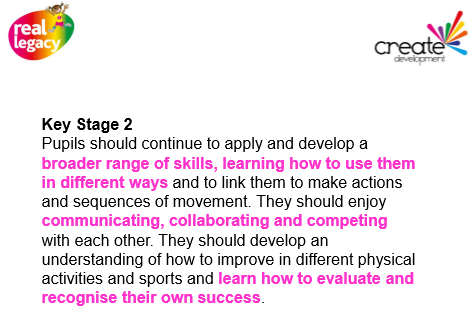 real
legacy
create
development
Key Stage 2
Pupils should continue to apply and develop a
broader range of skills, learning how to use them
in different ways and to link them to make actions
and sequences of movement. They should enjoy
communicating, collaborating and competing
with each other. They should develop an
understanding of how to improve in different physical
activities and sports and learn how to evaluate and
recognise their own success.